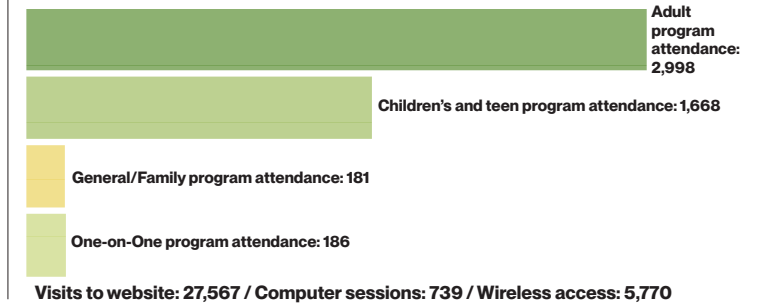 Adult
program
attendance:
2,998
Children’s and teen program attendance: 1,668
General/Family program attendance: 181
One-on-One program attendance: 186
Visits to website: 27,567 / Computer sessions: 739 / Wireless access: 5,770